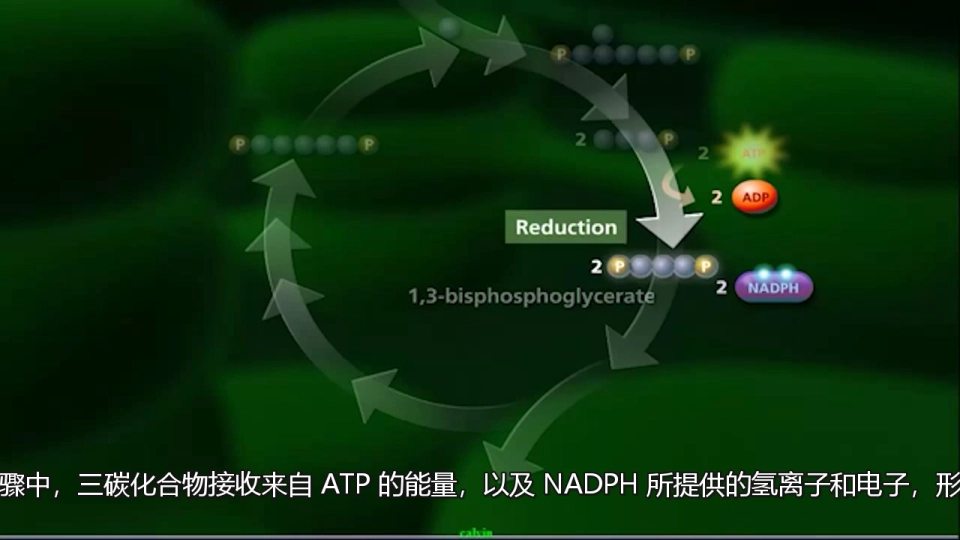 P P
P P
2 P
2 ATP
2 ADP
Reduction
2 P P
2 NADPH
1,3-bisphosphoglycerate
骤中，三碳化合物接收来自 ATP 的能量，以及 NADPH 所提供的氢离子和电子，形
calvin